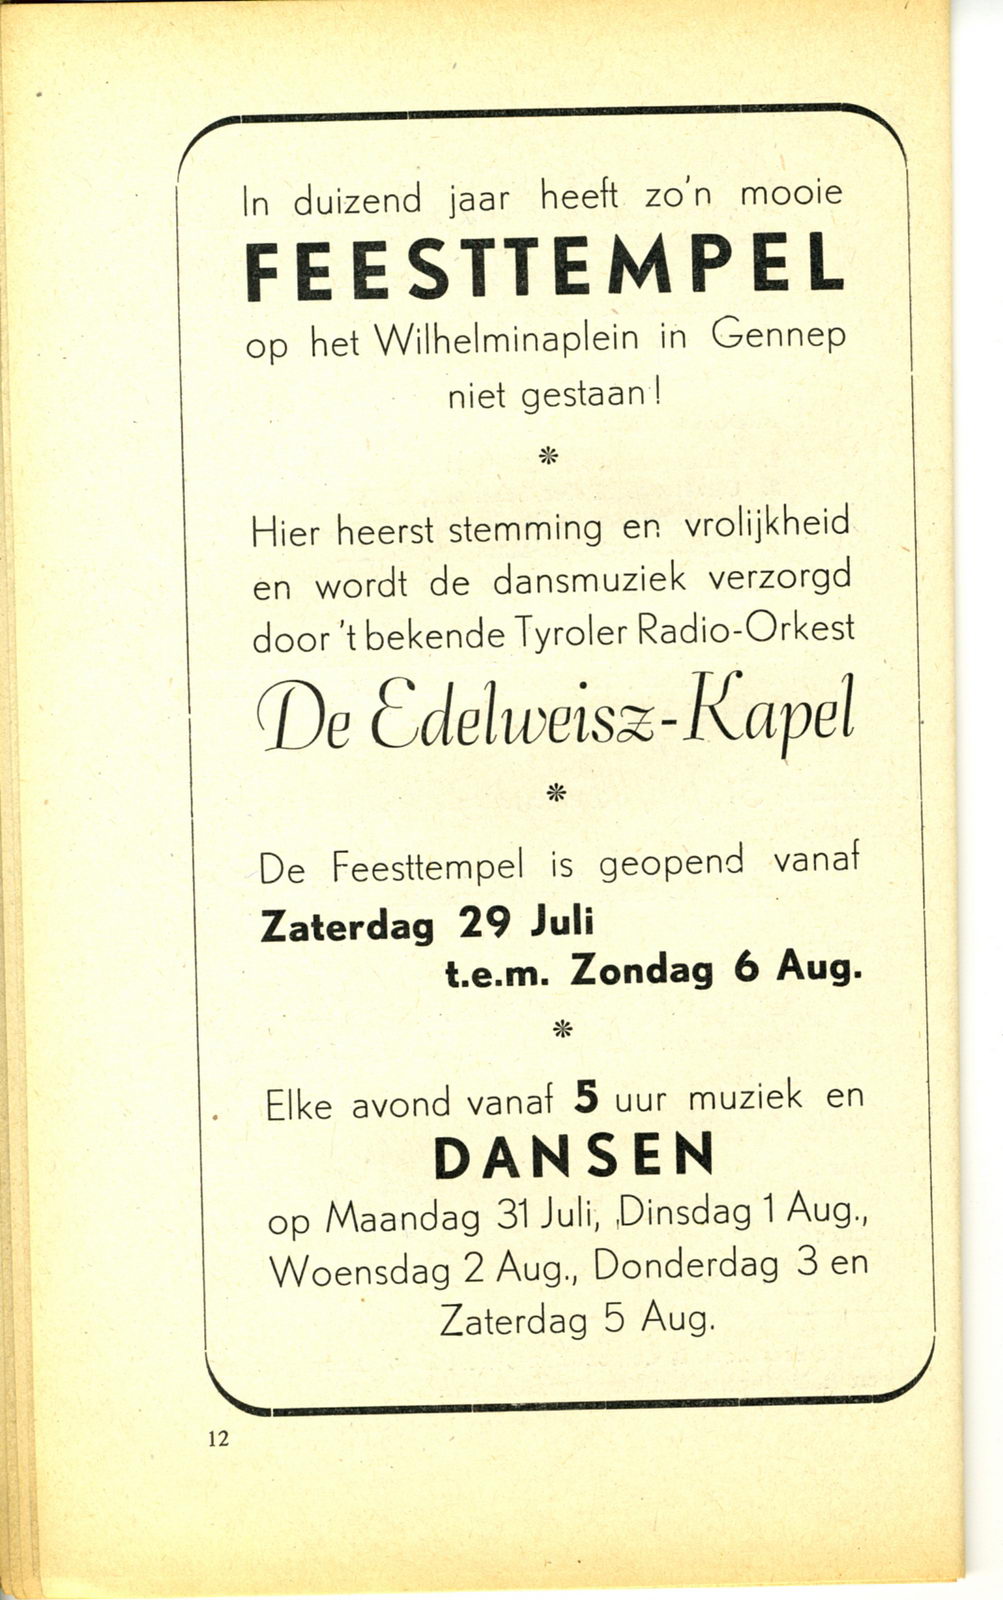 In duizend jaar heeft zo'n mooie
FEESTTEMPEL
op het Wilhelminaplein in Gennep
niet gestaan!
*
Hier heerst stemming en vrolijkheid
en wordt de dansmuziek verzorgd
door 't bekende Tyroler Radio-Orkest
De Edelweisz-Kapel
*
De Feesttempel is geopend vanaf
Zaterdag 29 Juli
t.e.m. Zondag 6 Aug.
*
Elke avond vanaf 5 uur muziek en
DANSEN
op Maandag 31 Juli, Dinsdag 1 Aug.,
Woensdag 2 Aug., Donderdag 3 en
Zaterdag 5 Aug.
12